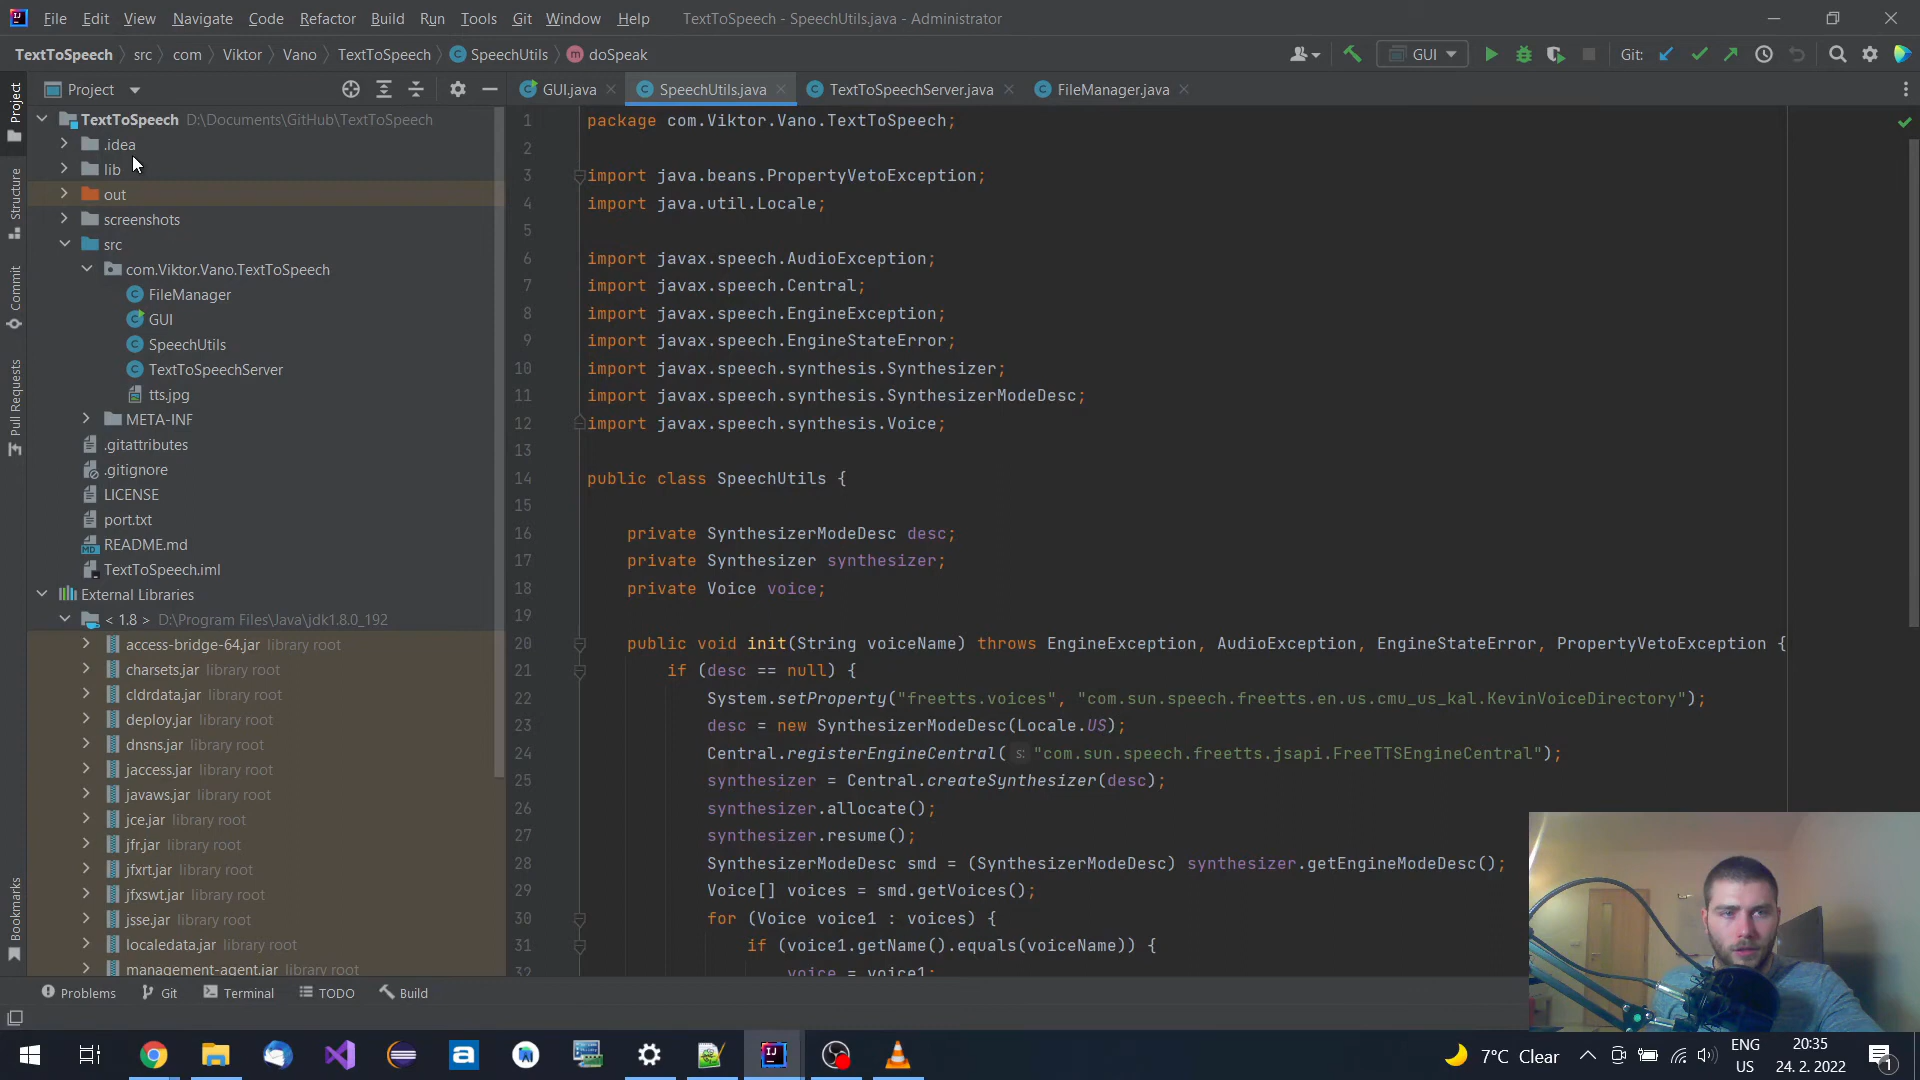 File Edit View Navigate Code Refactor Build Run Tools Git Window Help TextToSpeech - SpeechUtils.java - Administrator
TextToSpeech src com Viktor Vano TextToSpeech SpeechUtils doSpeak GUI Git:
Project GUI.java SpeechUtils.java TextToSpeechServer.java FileManager.java
Project
Structure
Commit
Pull Requests
Bookmarks
TextToSpeech D:\Documents\GitHub\TextToSpeech
.idea
lib
out
screenshots
src
com.Viktor.Vano.TextToSpeech
FileManager
GUI
SpeechUtils
TextToSpeechServer
tts.jpg
META-INF
.gitattributes
.gitignore
LICENSE
port.txt
README.md
TextToSpeech.iml
External Libraries
< 1.8 > D:\Program Files\Java\jdk1.8.0_192
access-bridge-64.jar library root
charsets.jar library root
cldrdata.jar library root
deploy.jar library root
dnsns.jar library root
jaccess.jar library root
javaws.jar library root
jce.jar library root
jfr.jar library root
jfxrt.jar library root
jfxswt.jar library root
jsse.jar library root
localedata.jar library root
management-agent.jar library root
1 package com.Viktor.Vano.TextToSpeech;
2
3 import java.beans.PropertyVetoException;
4 import java.util.Locale;
5
6 import javax.speech.AudioException;
7 import javax.speech.Central;
8 import javax.speech.EngineException;
9 import javax.speech.EngineStateError;
10 import javax.speech.synthesis.Synthesizer;
11 import javax.speech.synthesis.SynthesizerModeDesc;
12 import javax.speech.synthesis.Voice;
13
14 public class SpeechUtils {
15
16 private SynthesizerModeDesc desc;
17 private Synthesizer synthesizer;
18 private Voice voice;
19
20 public void init(String voiceName) throws EngineException, AudioException, EngineStateError, PropertyVetoException {
21 if (desc == null) {
22 System.setProperty("freetts.voices", "com.sun.speech.freetts.en.us.cmu_us_kal.KevinVoiceDirectory");
23 desc = new SynthesizerModeDesc(Locale.US);
24 Central.registerEngineCentral( s: "com.sun.speech.freetts.jsapi.FreeTTSEngineCentral");
25 synthesizer = Central.createSynthesizer(desc);
26 synthesizer.allocate();
27 synthesizer.resume();
28 SynthesizerModeDesc smd = (SynthesizerModeDesc) synthesizer.getEngineModeDesc();
29 Voice[] voices = smd.getVoices();
30 for (Voice voice1 : voices) {
31 if (voice1.getName().equals(voiceName)) {
32 voice = voice1;
Problems Git Terminal TODO Build
7°C Clear ENG US 20:35 24. 2. 2022 1